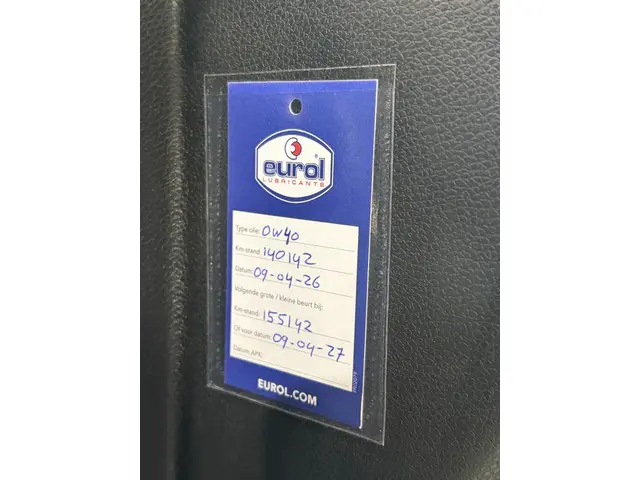 eurol
®
LUBRICANTS
Type olie: 0W40
Km-stand: 140142
Datum: 09-04-26
Volgende grote / kleine beurt bij:
Km-stand: 155142
Of voor datum: 09-04-27
Datum APK:
EUROL.COM